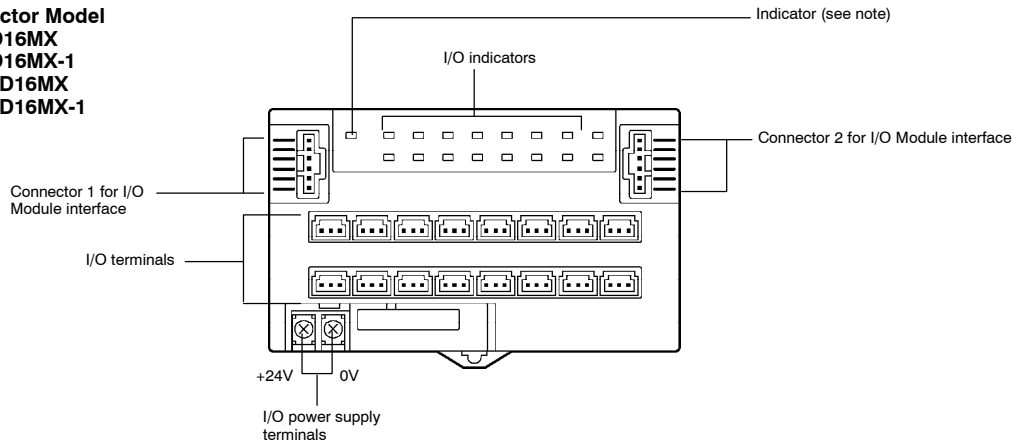 ctor Model
D16MX
D16MX-1
D16MX
D16MX-1
Indicator (see note)
I/O indicators
Connector 2 for I/O Module interface
Connector 1 for I/O
Module interface
I/O terminals
+24V
0V
I/O power supply
terminals